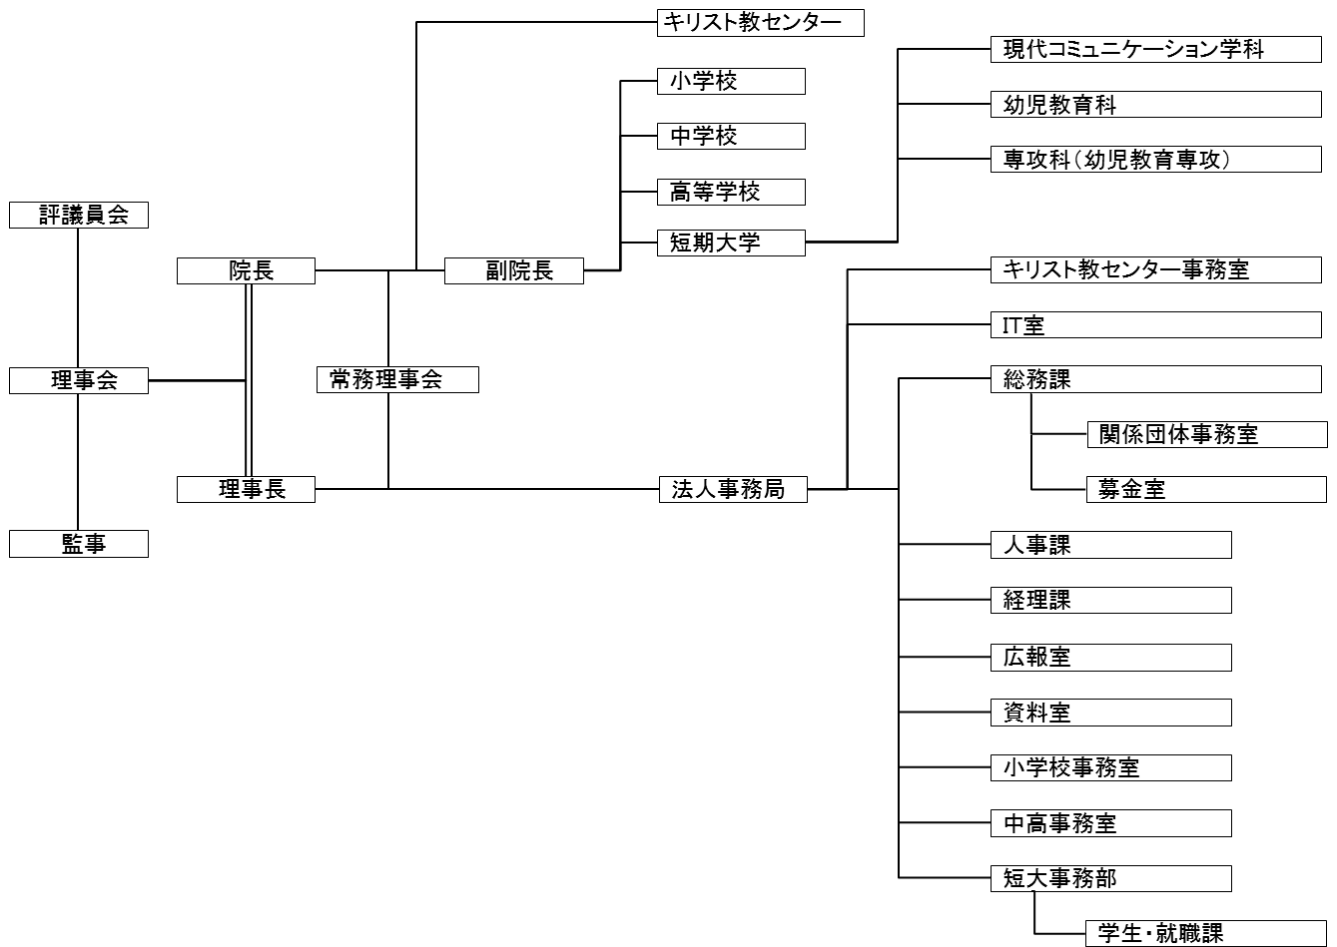 キリスト教センター
現代コミュニケーション学科
小学校
幼児教育科
中学校
専攻科(幼児教育専攻)
高等学校
評議員会
短期大学
院長
副院長
キリスト教センター事務室
IT室
理事会
常務理事会
総務課
関係団体事務室
理事長
法人事務局
募金室
監事
人事課
経理課
広報室
資料室
小学校事務室
中高事務室
短大事務部
学生・就職課